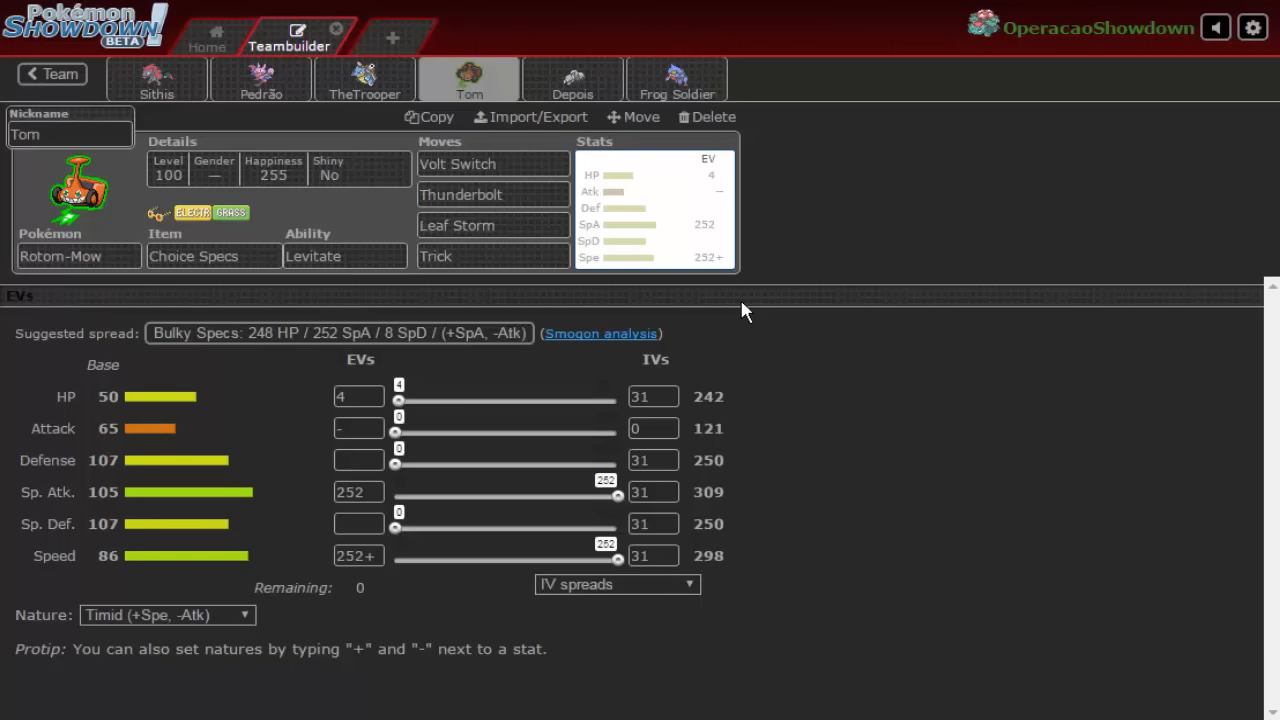 Pokémon
SHOWDOWN!
BETA
Home
Teambuilder
+
OperacaoShowdown
Team
Sithis
Pedrão
TheTrooper
Tom
Depois
Frog Soldier
Nickname
Tom
Copy
Import/Export
Move
Delete
Details
Level
100
Gender
—
Happiness
255
Shiny
No
ELECTR GRASS
Pokémon
Rotom-Mow
Item
Choice Specs
Ability
Levitate
Moves
Volt Switch
Thunderbolt
Leaf Storm
Trick
Stats
EV
HP 4
Atk –
Def
SpA 252
SpD
Spe 252+
EVs
Suggested spread: Bulky Specs: 248 HP / 252 SpA / 8 SpD / (+SpA, -Atk) (Smogon analysis)
Base EVs IVs
HP 50 4 4 31 242
Attack 65 - 0 0 121
Defense 107 0 31 250
Sp. Atk. 105 252 252 31 309
Sp. Def. 107 0 31 250
Speed 86 252+ 252 31 298
Remaining: 0 IV spreads
Nature: Timid (+Spe, -Atk)
Protip: You can also set natures by typing "+" and "-" next to a stat.